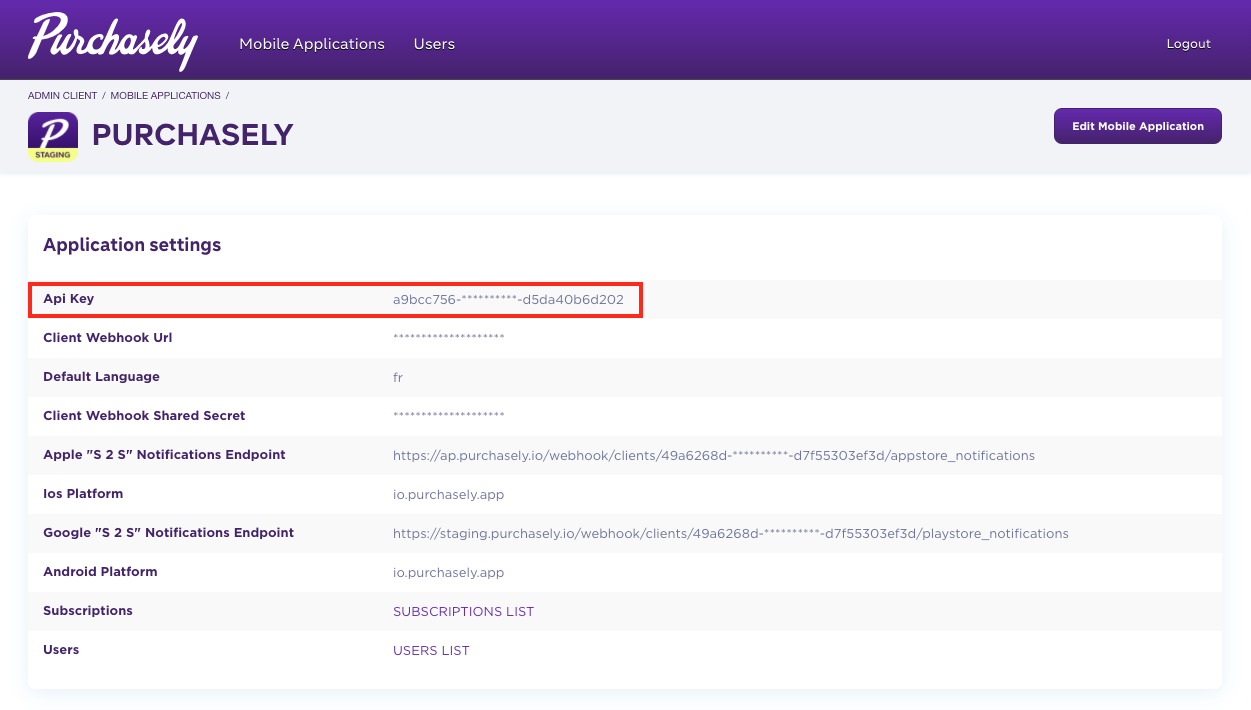 Purchasely Mobile Applications Users Logout
ADMIN CLIENT / MOBILE APPLICATIONS /
P STAGING PURCHASELY Edit Mobile Application
Application settings
Api Key a9bcc756-**********-d5da40b6d202
Client Webhook Url ********************
Default Language fr
Client Webhook Shared Secret ********************
Apple "S 2 S" Notifications Endpoint https://ap.purchasely.io/webhook/clients/49a6268d-**********-d7f55303ef3d/appstore_notifications
Ios Platform io.purchasely.app
Google "S 2 S" Notifications Endpoint https://staging.purchasely.io/webhook/clients/49a6268d-**********-d7f55303ef3d/playstore_notifications
Android Platform io.purchasely.app
Subscriptions SUBSCRIPTIONS LIST
Users USERS LIST